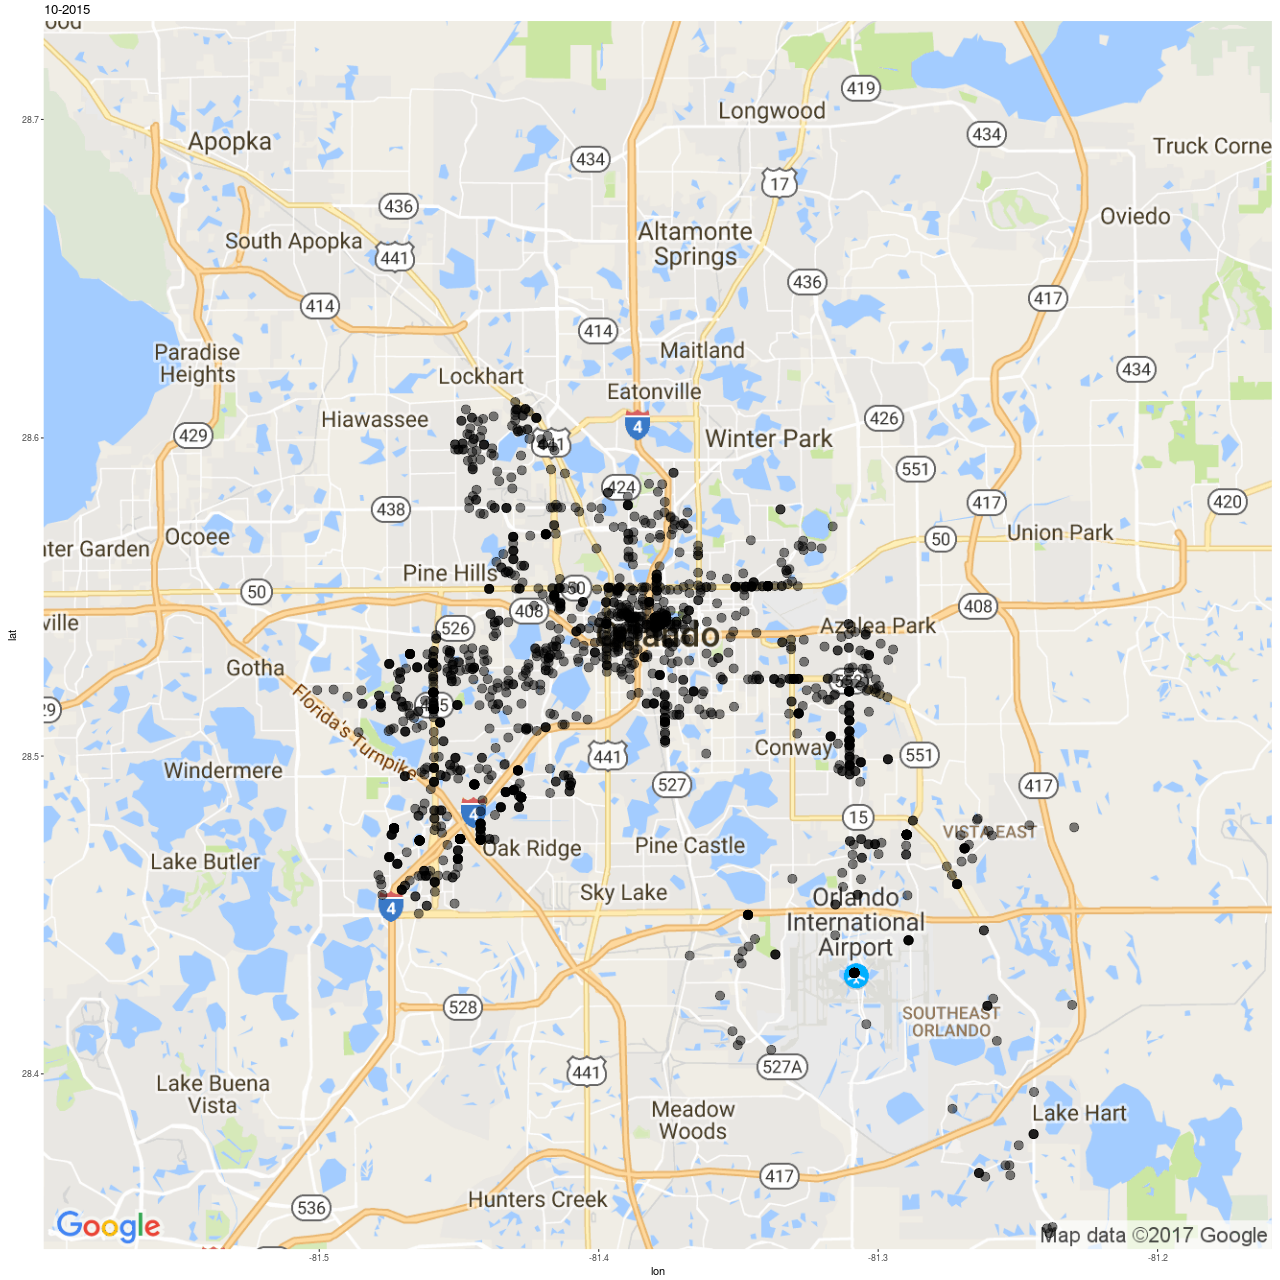 10-2015
ood
28.7
28.6
28.5
28.4
lat
419
Longwood
434
Apopka
434
Truck Corne
17
436
Oviedo
South Apopka
Altamonte
Springs
441
436
417
414
414
Paradise
Heights
Maitland
434
Lockhart
Eatonville
Hiawassee
426
4
429
441
Winter Park
551
424
417
420
438
Ocoee
50
Union Park
ater Garden
Pine Hills
50
50
408
408
ville
526
Azalea Park
Orlando
Gotha
29
Florida's Turnpike
Conway
441
551
Windermere
527
417
4
15
VISTA EAST
Lake Butler
Oak Ridge
Pine Castle
Sky Lake
Orlando
International
Airport
4
528
SOUTHEAST
ORLANDO
441
527A
Lake Buena
Vista
Meadow
Woods
Lake Hart
417
536
Hunters Creek
Google
Map data ©2017 Google
-81.5
-81.4
-81.3
-81.2
lon